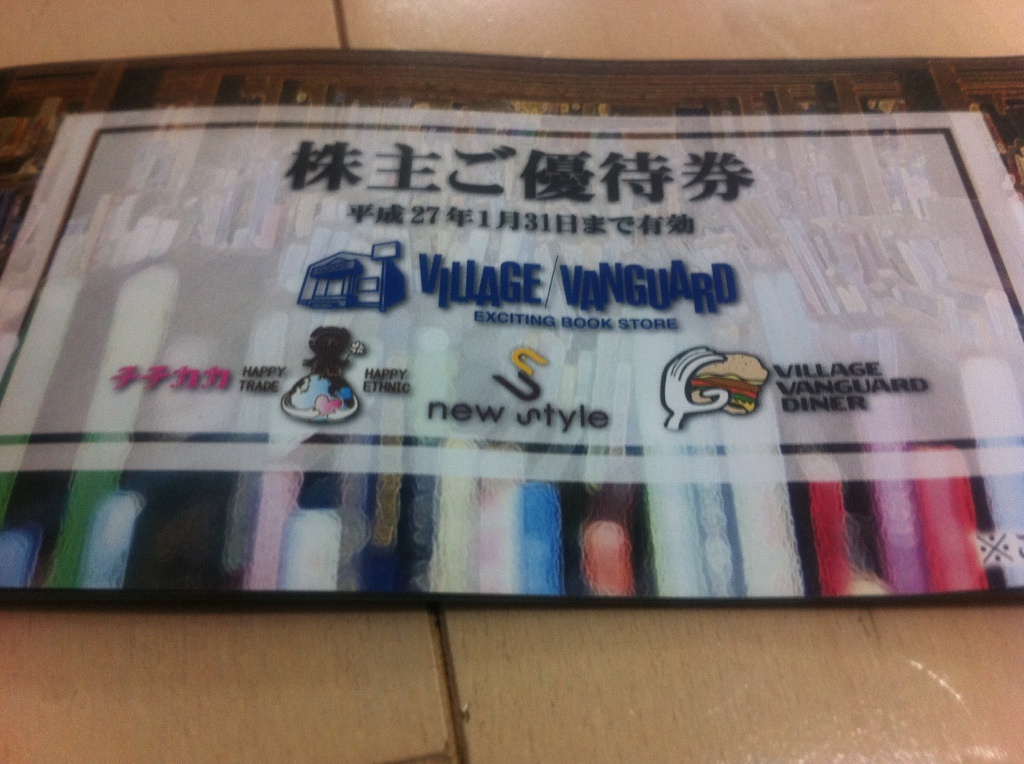 株主ご優待券
平成27年1月31日まで有効
VILLAGE/VANGUARD
EXCITING BOOK STORE
チチカカ
HAPPY TRADE
HAPPY ETHNIC
new style
VILLAGE
VANGUARD
DINER
※